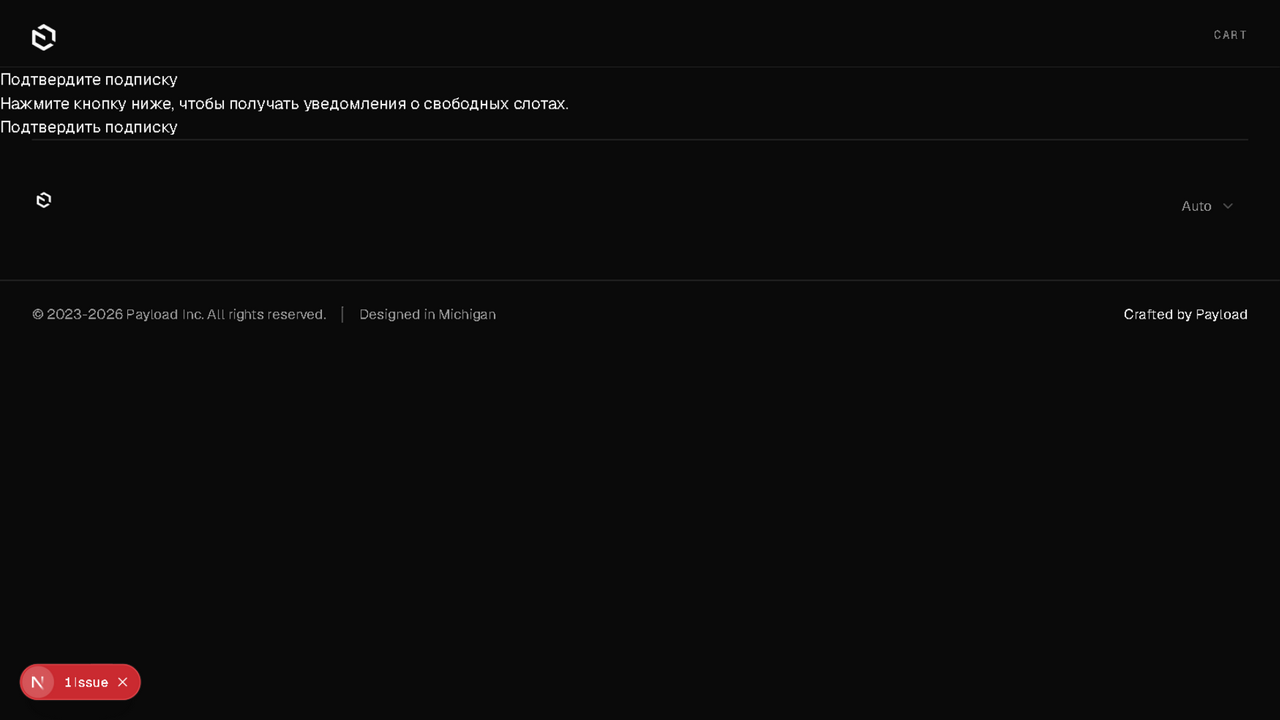 CART
Подтвердите подписку
Нажмите кнопку ниже, чтобы получать уведомления о свободных слотах.
Подтвердить подписку
Auto
© 2023-2026 Payload Inc. All rights reserved. | Designed in Michigan
Crafted by Payload
N 1 Issue